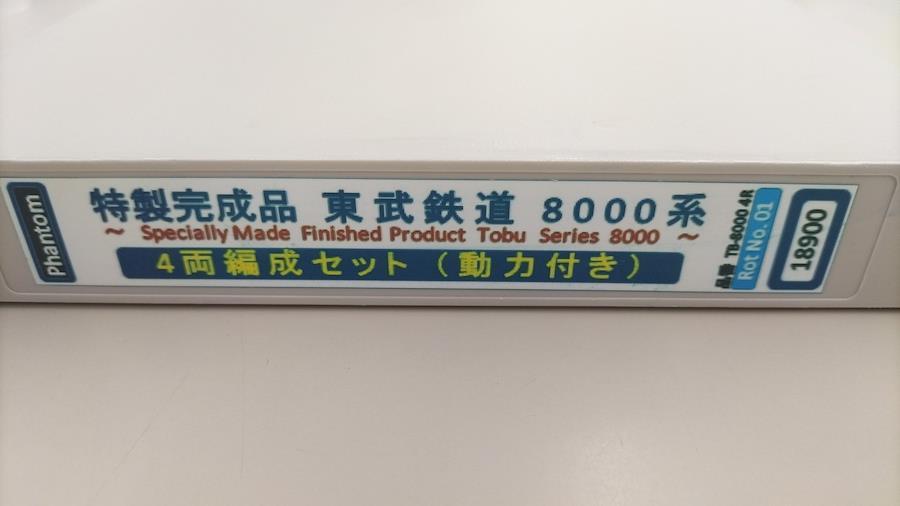 Phantom
特製完成品 東武鉄道 8000系
～ Specially Made Finished Product Tobu Series 8000 ～
4両編成セット（動力付き）
品番 TB-8000 4R
Rot No. 01
18900